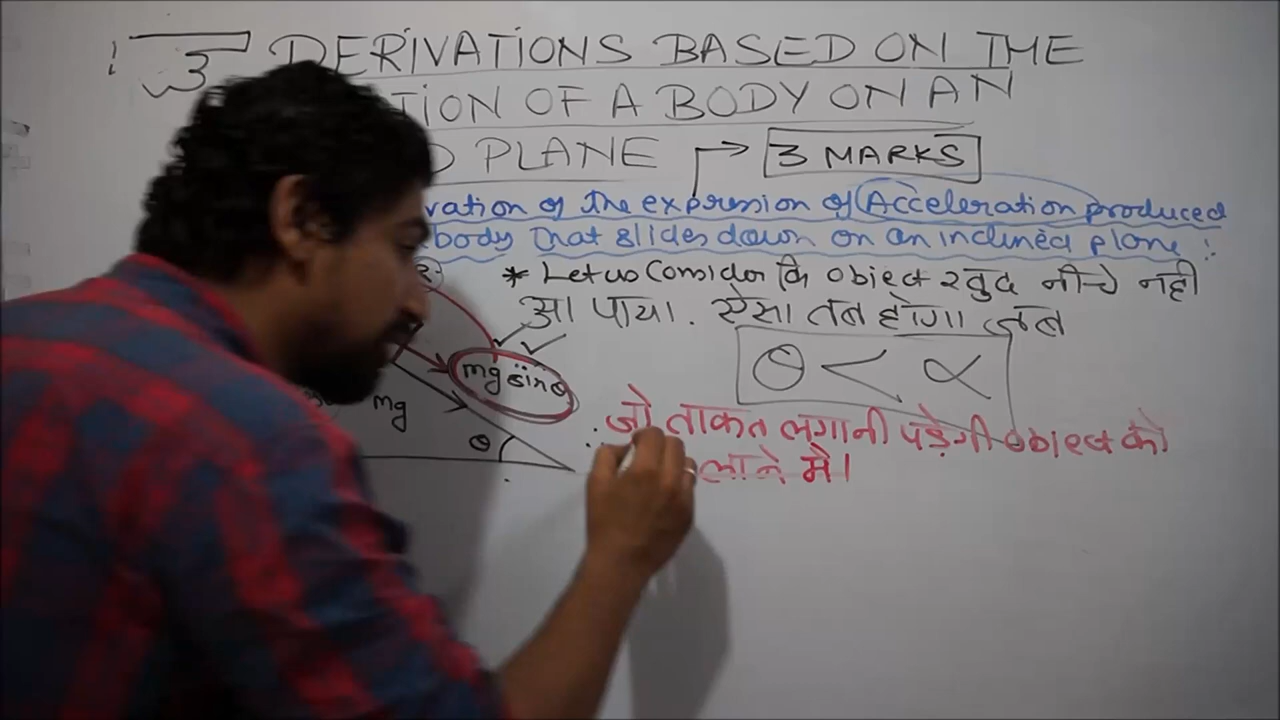 3 DERIVATIONS BASED ON THE
TION OF A BODY ON AN
D PLANE → 3 MARKS
vation of the expression of Acceleration produced
body that slides down on an inclined plane :
* Let us Consider कि object खुद नीचे नही
आ पाया. ऐसा तब होगा जब
θ < α
mg sinθ
mg
θ
∴ जो ताकत लगानी पड़ेगी object को
लाने मै।